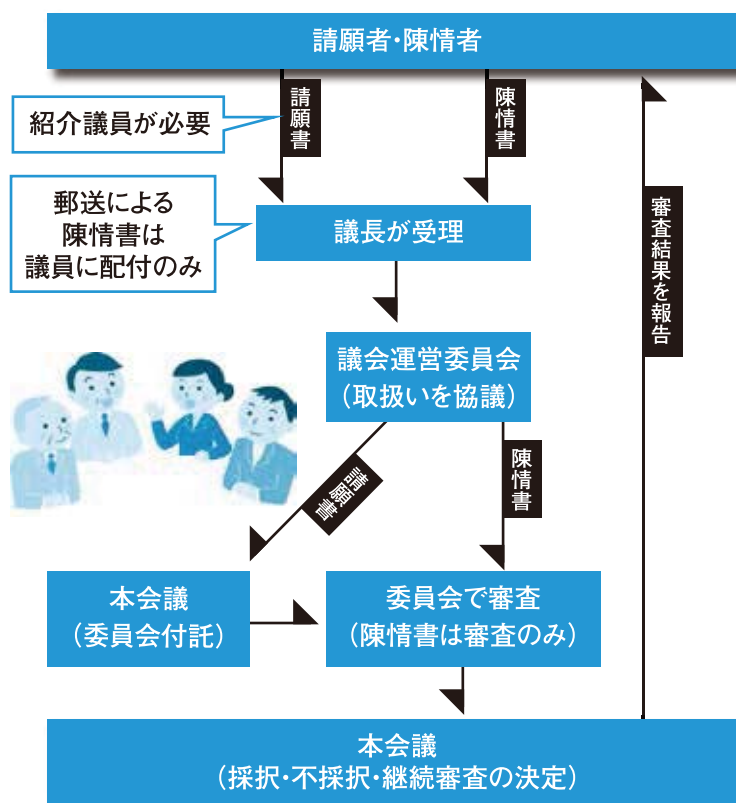 請願者・陳情者
請願書
陳情書
紹介議員が必要
郵送による
陳情書は
議員に配付のみ
議長が受理
審査結果を報告
議会運営委員会
（取扱いを協議）
請願書
陳情書
本会議
（委員会付託）
委員会で審査
（陳情書は審査のみ）
本会議
（採択・不採択・継続審査の決定）